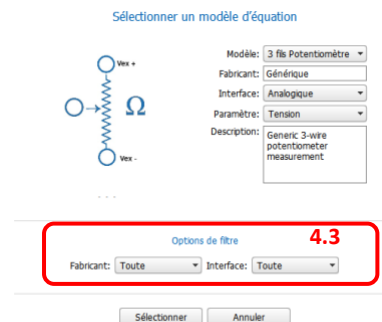 Sélectionner un modèle d'équation
Vex +
Ω
Vex -
Modèle: 3 fils Potentiomètre
Fabricant: Générique
Interface: Analogique
Paramètre: Tension
Description: Generic 3-wire
potentiometer
measurement
...
Options de filtre
4.3
Fabricant: Toute Interface: Toute
Sélectionner Annuler